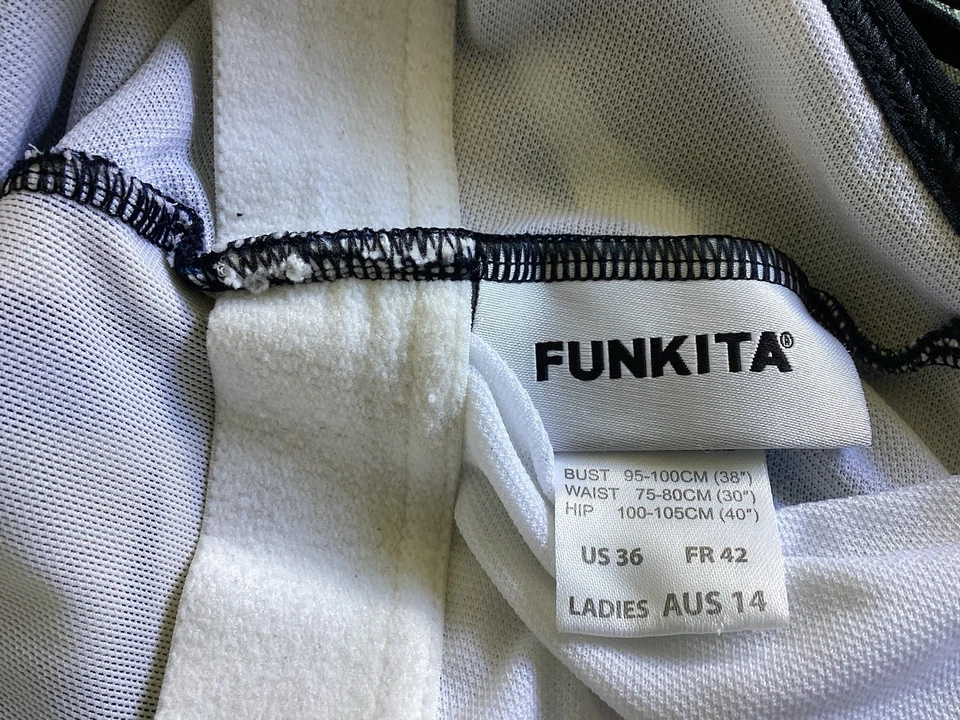 FUNKITA®
BUST 95-100CM (38")
WAIST 75-80CM (30")
HIP 100-105CM (40")
US 36 FR 42
LADIES AUS 14